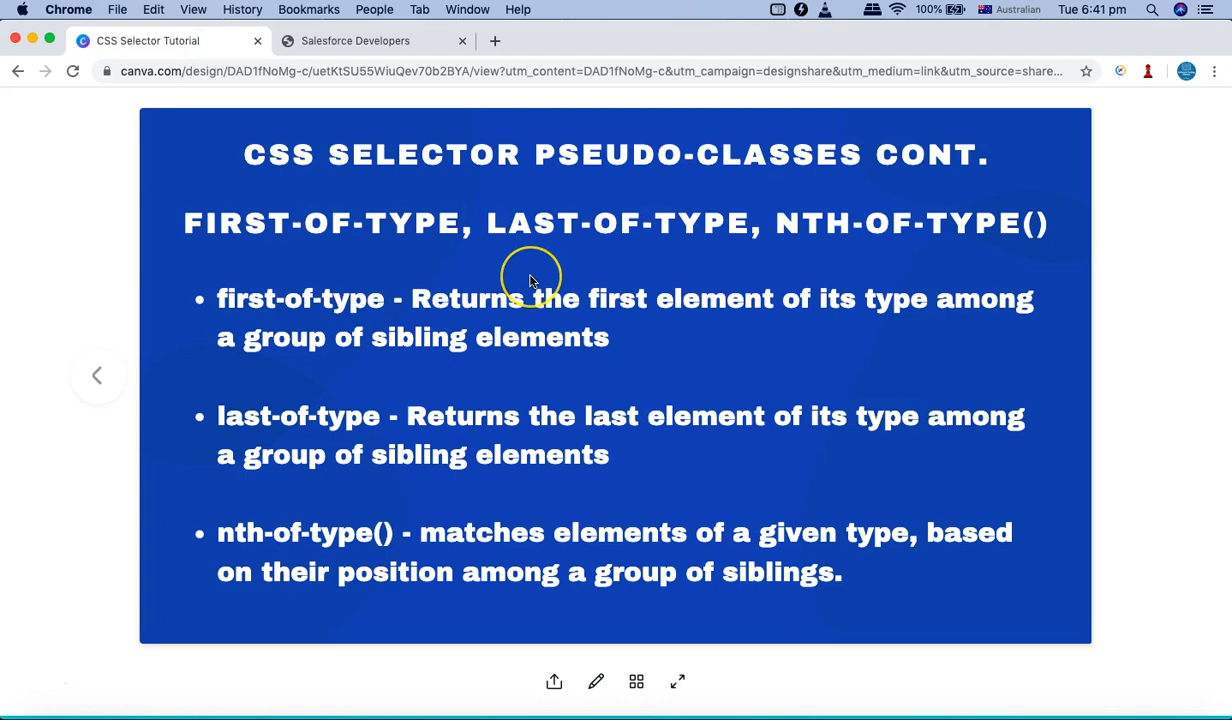 Chrome File Edit View History Bookmarks People Tab Window Help 100% Australian Tue 6:41 pm
CSS Selector Tutorial Salesforce Developers
canva.com/design/DAD1fNoMg-c/uetKtSU55WiuQev70b2BYA/view?utm_content=DAD1fNoMg-c&utm_campaign=designshare&utm_medium=link&utm_source=share...
CSS SELECTOR PSEUDO-CLASSES CONT.
FIRST-OF-TYPE, LAST-OF-TYPE, NTH-OF-TYPE()
• first-of-type - Returns the first element of its type among
a group of sibling elements
• last-of-type - Returns the last element of its type among
a group of sibling elements
• nth-of-type() - matches elements of a given type, based
on their position among a group of siblings.